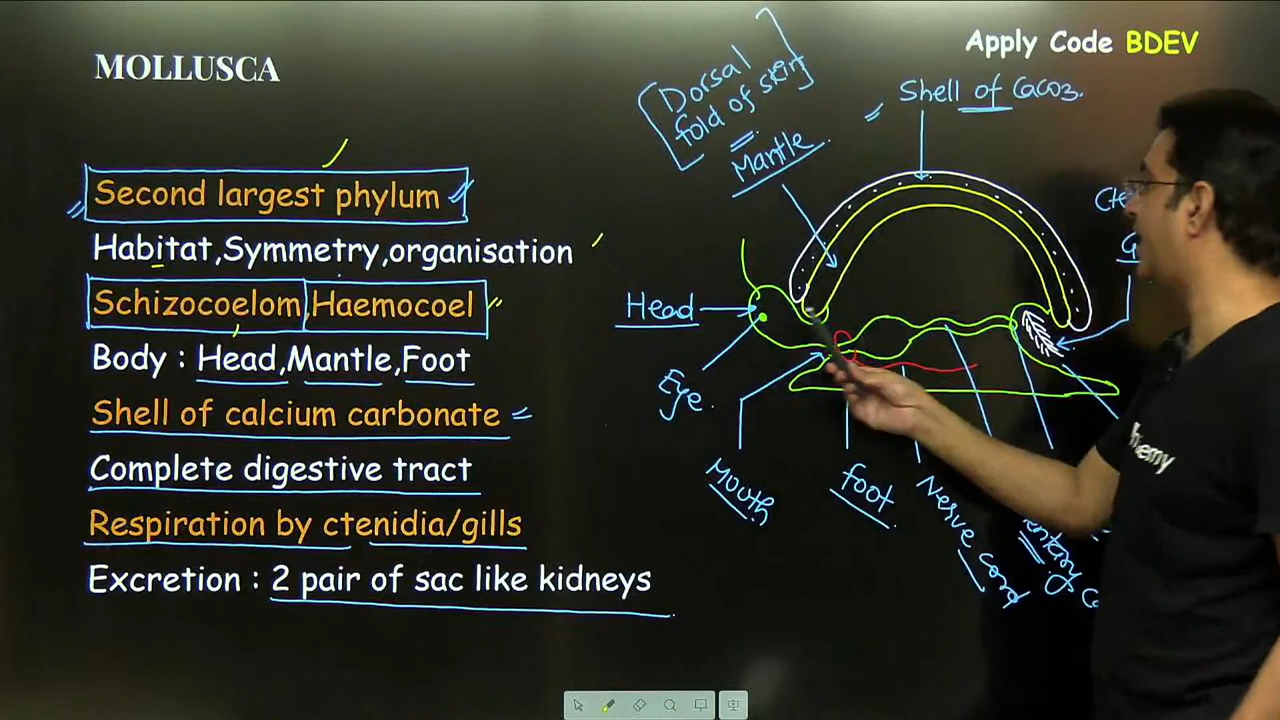 MOLLUSCA
Second largest phylum
Habitat,Symmetry,organisation
Schizocoelom,Haemocoel
Body : Head,Mantle,Foot
Shell of calcium carbonate
Complete digestive tract
Respiration by ctenidia/gills
Excretion : 2 pair of sac like kidneys
Apply Code BDEV
[Dorsal
fold of skin]
Mantle
Shell of CaCO3.
Head
Eye.
Mouth
foot
Nerve cord